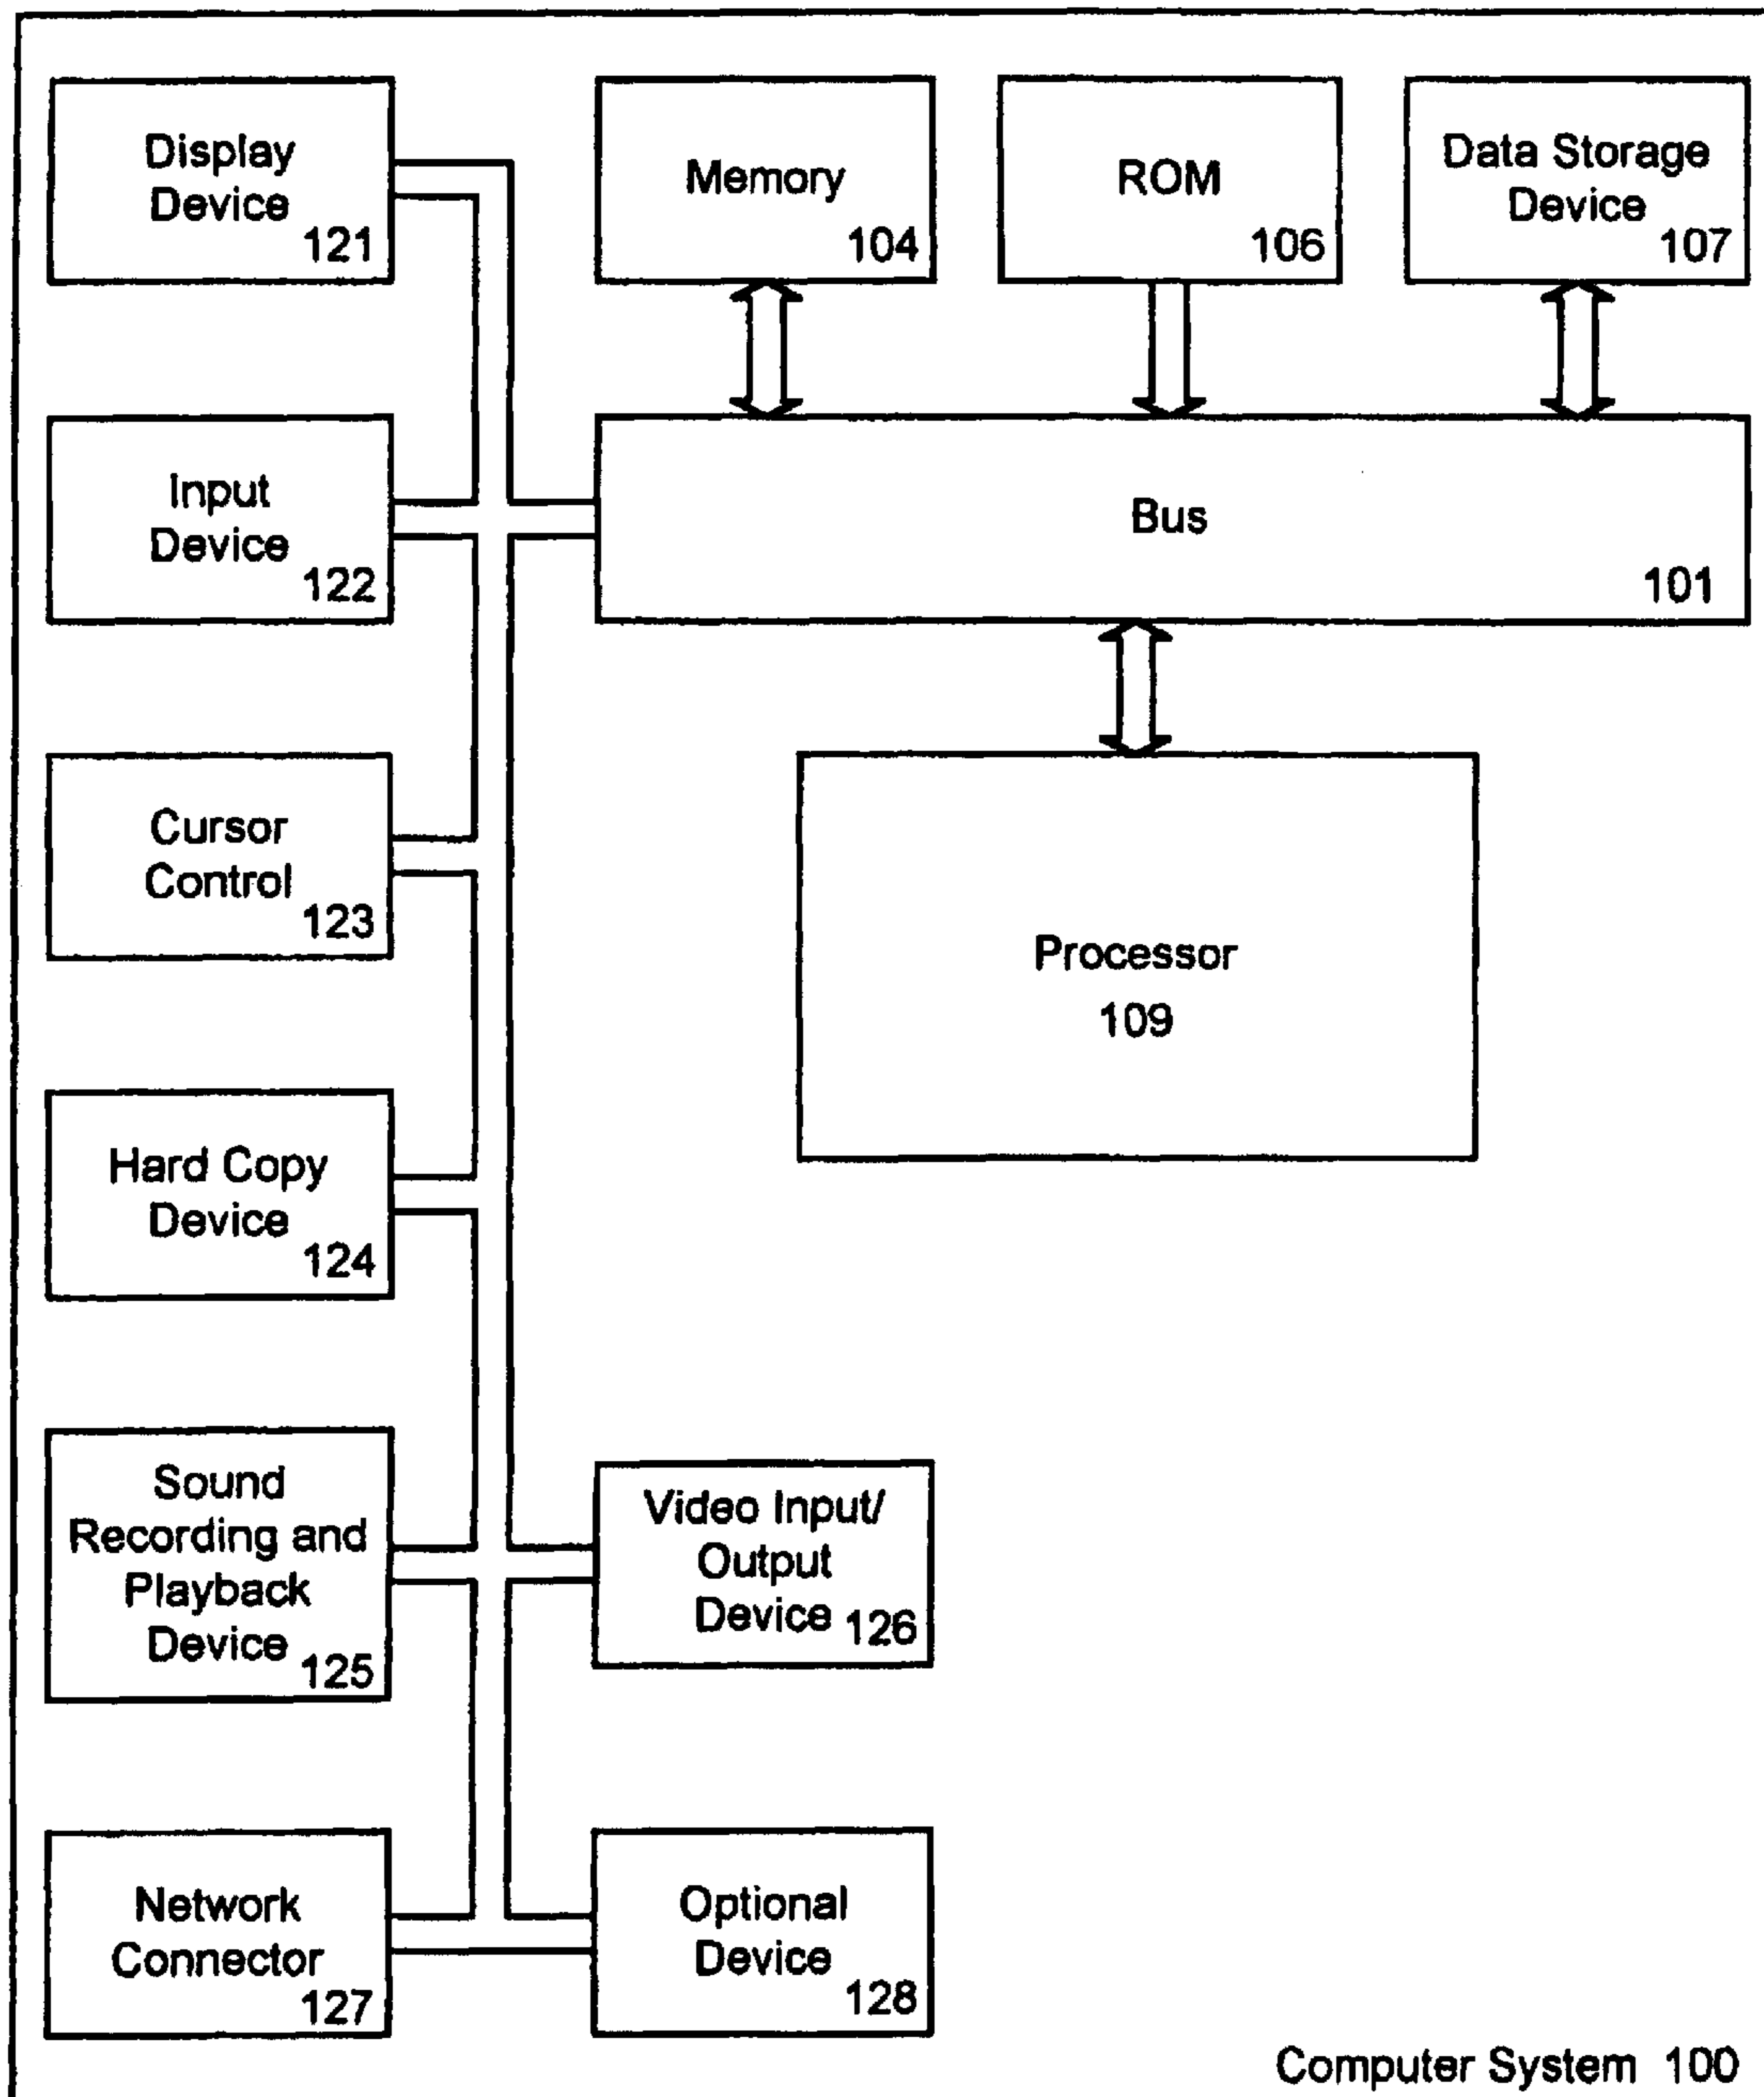 Display
Device
121
Memory
104
ROM
106
Data Storage
Device
107
Input
Device
122
Bus
101
Cursor
Control
123
Processor
109
Hard Copy
Device
124
Sound
Recording and
Playback
Device
125
Video Input/
Output
Device
126
Network
Connector
127
Optional
Device
128
Computer System 100